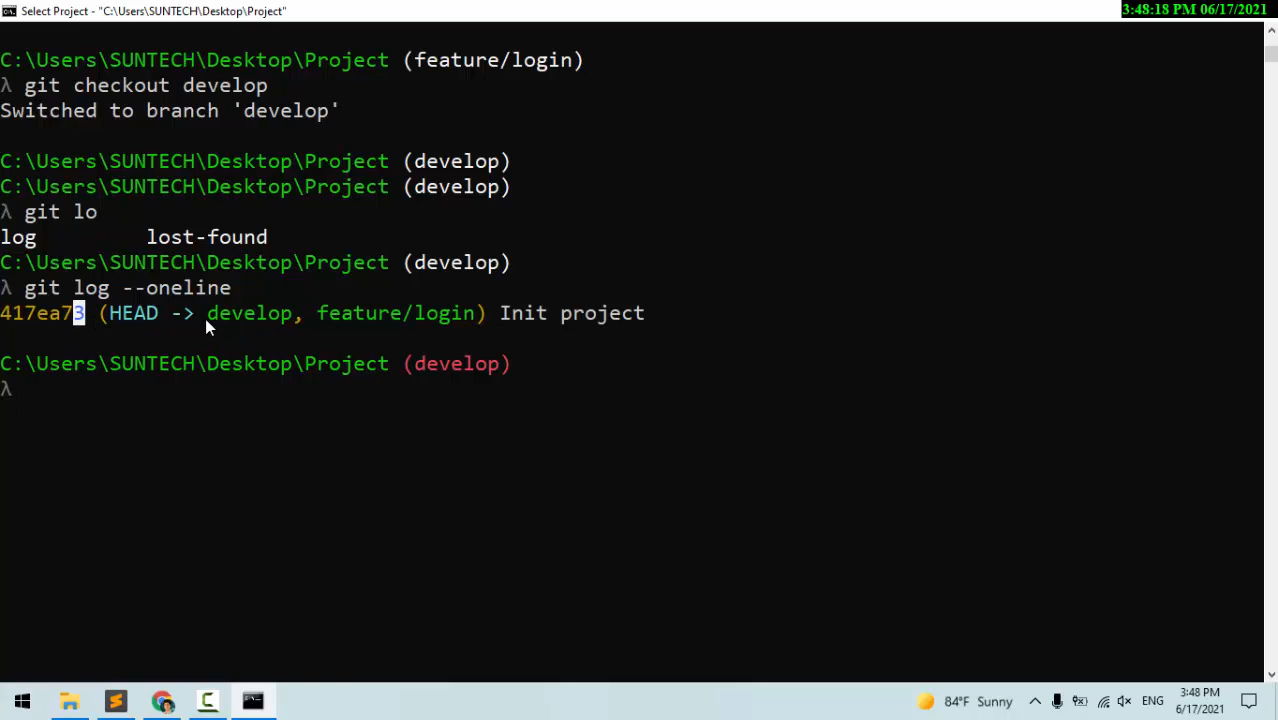 Select Project - "C:\Users\SUNTECH\Desktop\Project"
3:48:18 PM 06/17/2021
C:\Users\SUNTECH\Desktop\Project (feature/login)
λ git checkout develop
Switched to branch 'develop'
C:\Users\SUNTECH\Desktop\Project (develop)
C:\Users\SUNTECH\Desktop\Project (develop)
λ git lo
log lost-found
C:\Users\SUNTECH\Desktop\Project (develop)
λ git log --oneline
417ea73 (HEAD -> develop, feature/login) Init project
C:\Users\SUNTECH\Desktop\Project (develop)
λ
84°F Sunny
ENG
3:48 PM
6/17/2021